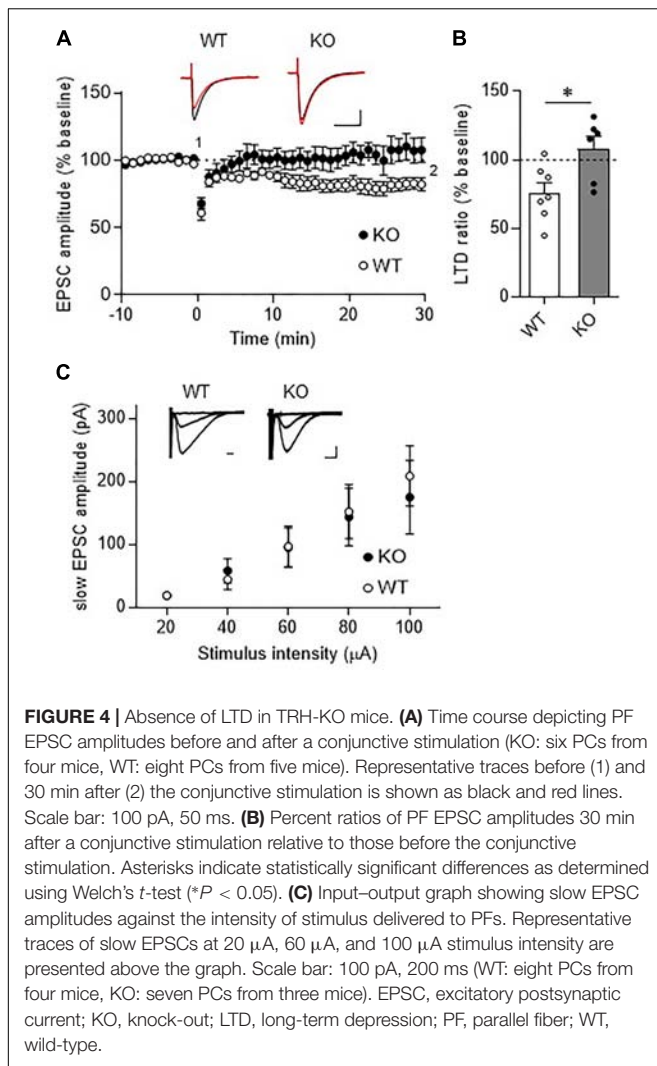 A
WT
KO
150
100
50
0
EPSC amplitude (% baseline)
1
2
KO
WT
-10
0
10
20
30
Time (min)
B
*
150
100
50
0
LTD ratio (% baseline)
WT
KO
C
WT
KO
300
200
100
0
slow EPSC amplitude (pA)
KO
WT
20
40
60
80
100
Stimulus intensity (μA)
FIGURE 4 | Absence of LTD in TRH-KO mice. (A) Time course depicting PF
EPSC amplitudes before and after a conjunctive stimulation (KO: six PCs from
four mice, WT: eight PCs from five mice). Representative traces before (1) and
30 min after (2) the conjunctive stimulation is shown as black and red lines.
Scale bar: 100 pA, 50 ms. (B) Percent ratios of PF EPSC amplitudes 30 min
after a conjunctive stimulation relative to those before the conjunctive
stimulation. Asterisks indicate statistically significant differences as determined
using Welch's t-test (*P < 0.05). (C) Input–output graph showing slow EPSC
amplitudes against the intensity of stimulus delivered to PFs. Representative
traces of slow EPSCs at 20 μA, 60 μA, and 100 μA stimulus intensity are
presented above the graph. Scale bar: 100 pA, 200 ms (WT: eight PCs from
four mice, KO: seven PCs from three mice). EPSC, excitatory postsynaptic
current; KO, knock-out; LTD, long-term depression; PF, parallel fiber; WT,
wild-type.